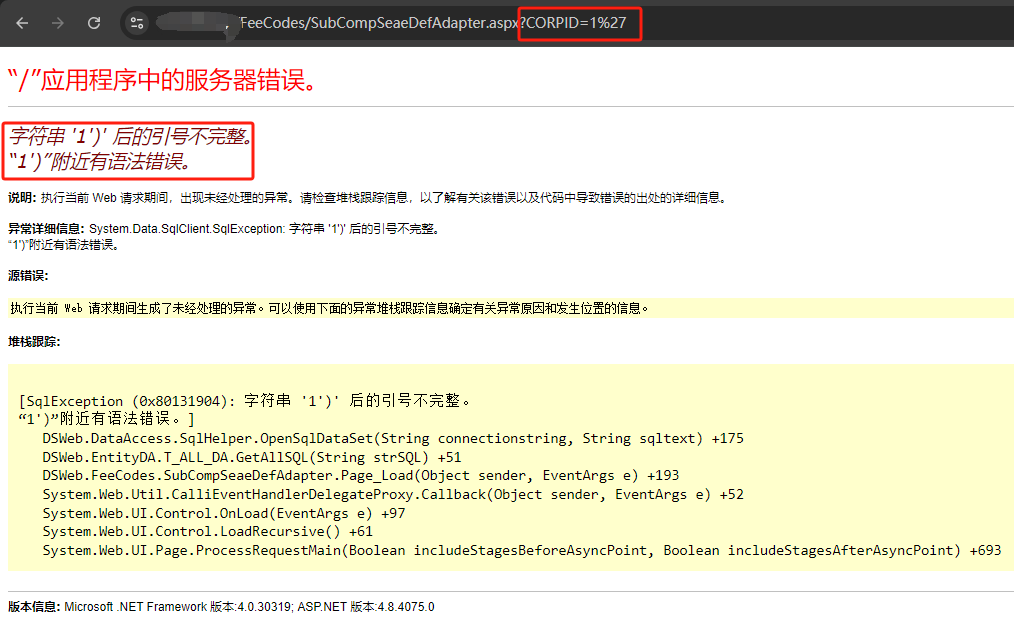 /FeeCodes/SubCompSeaeDefAdapter.aspx?CORPID=1%27
“/”应用程序中的服务器错误。
字符串 '1')' 后的引号不完整。
“1')”附近有语法错误。
说明: 执行当前 Web 请求期间，出现未经处理的异常。请检查堆栈跟踪信息，以了解有关该错误以及代码中导致错误的出处的详细信息。
异常详细信息: System.Data.SqlClient.SqlException: 字符串 '1')' 后的引号不完整。
“1')”附近有语法错误。
源错误:
执行当前 Web 请求期间生成了未经处理的异常。可以使用下面的异常堆栈跟踪信息确定有关异常原因和发生位置的信息。
堆栈跟踪:
[SqlException (0x80131904): 字符串 '1')' 后的引号不完整。
“1')”附近有语法错误。]
DSWeb.DataAccess.SqlHelper.OpenSqlDataSet(String connectionstring, String sqltext) +175
DSWeb.EntityDA.T_ALL_DA.GetAllSQL(String strSQL) +51
DSWeb.FeeCodes.SubCompSeaeDefAdapter.Page_Load(Object sender, EventArgs e) +193
System.Web.Util.CalliEventHandlerDelegateProxy.Callback(Object sender, EventArgs e) +52
System.Web.UI.Control.OnLoad(EventArgs e) +97
System.Web.UI.Control.LoadRecursive() +61
System.Web.UI.Page.ProcessRequestMain(Boolean includeStagesBeforeAsyncPoint, Boolean includeStagesAfterAsyncPoint) +693
版本信息: Microsoft .NET Framework 版本:4.0.30319; ASP.NET 版本:4.8.4075.0